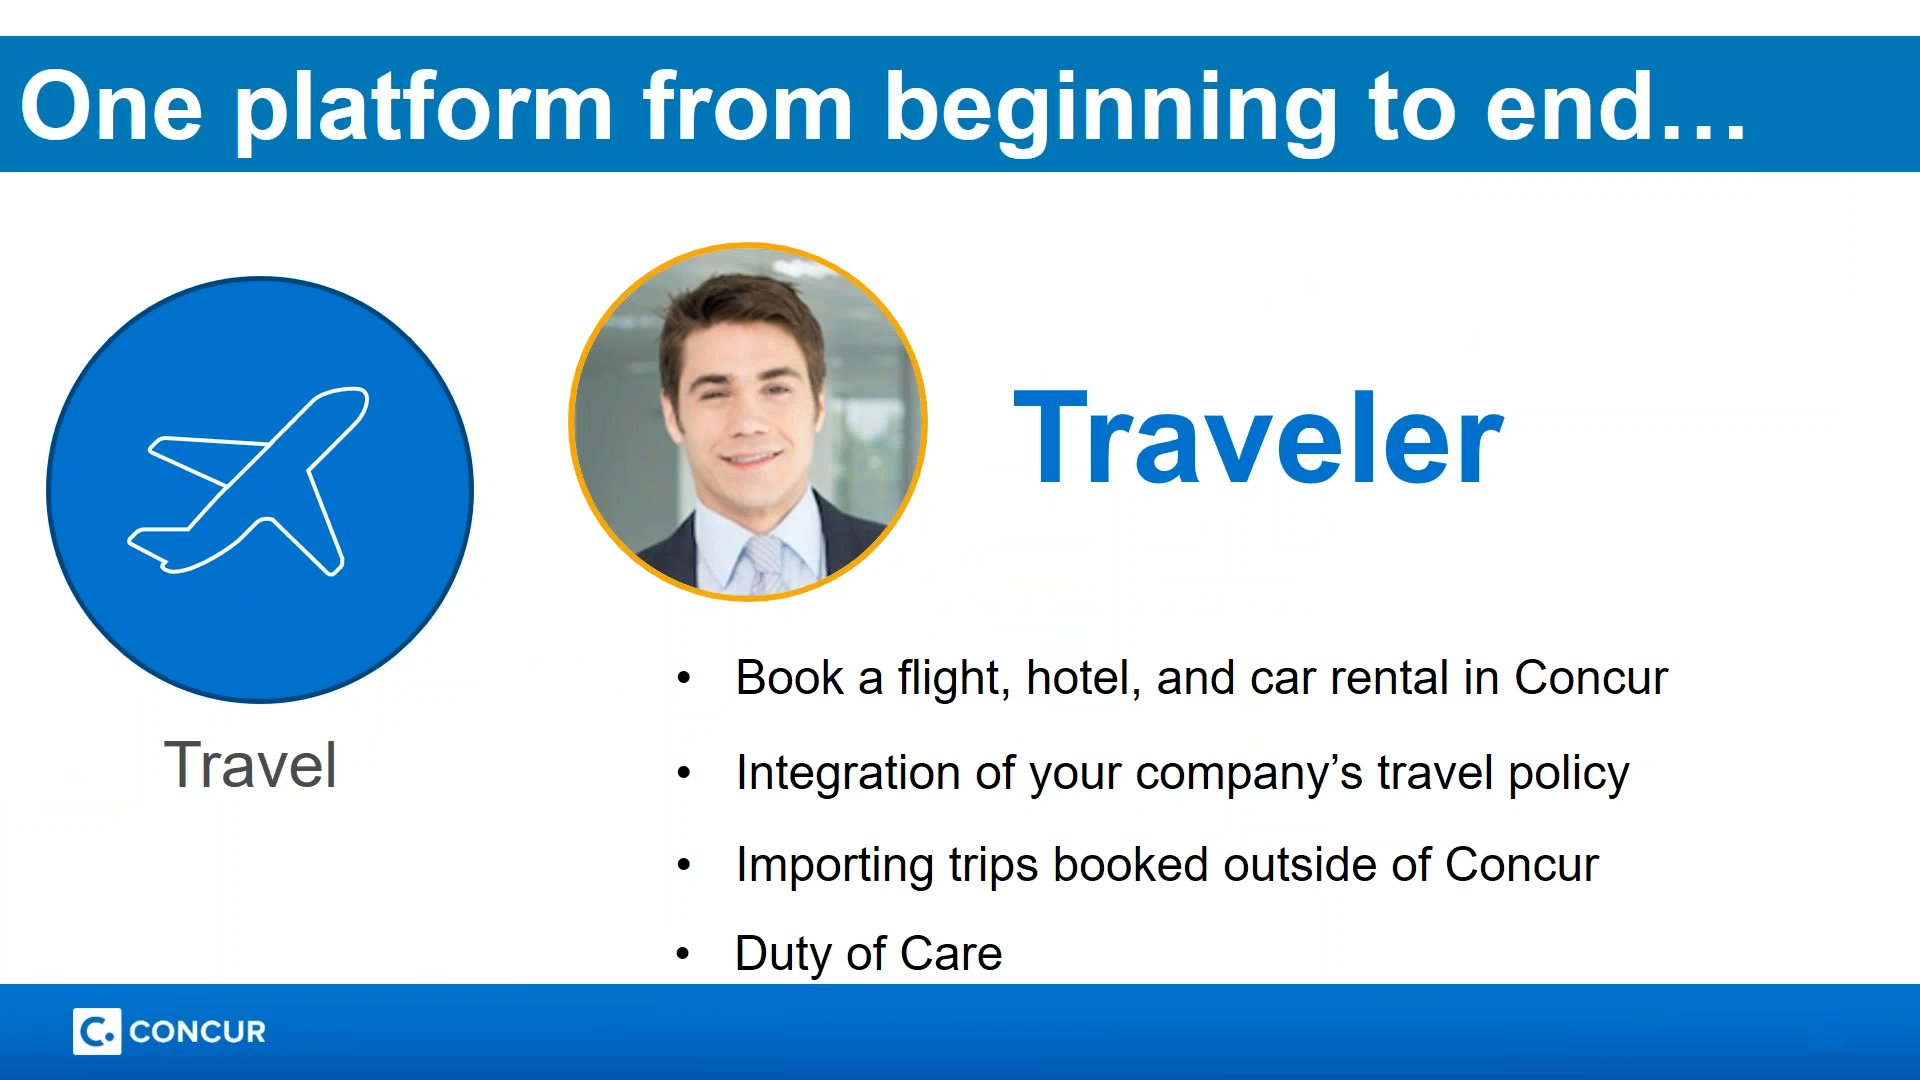 One platform from beginning to end…
Traveler
Travel
• Book a flight, hotel, and car rental in Concur
• Integration of your company’s travel policy
• Importing trips booked outside of Concur
• Duty of Care
C. CONCUR